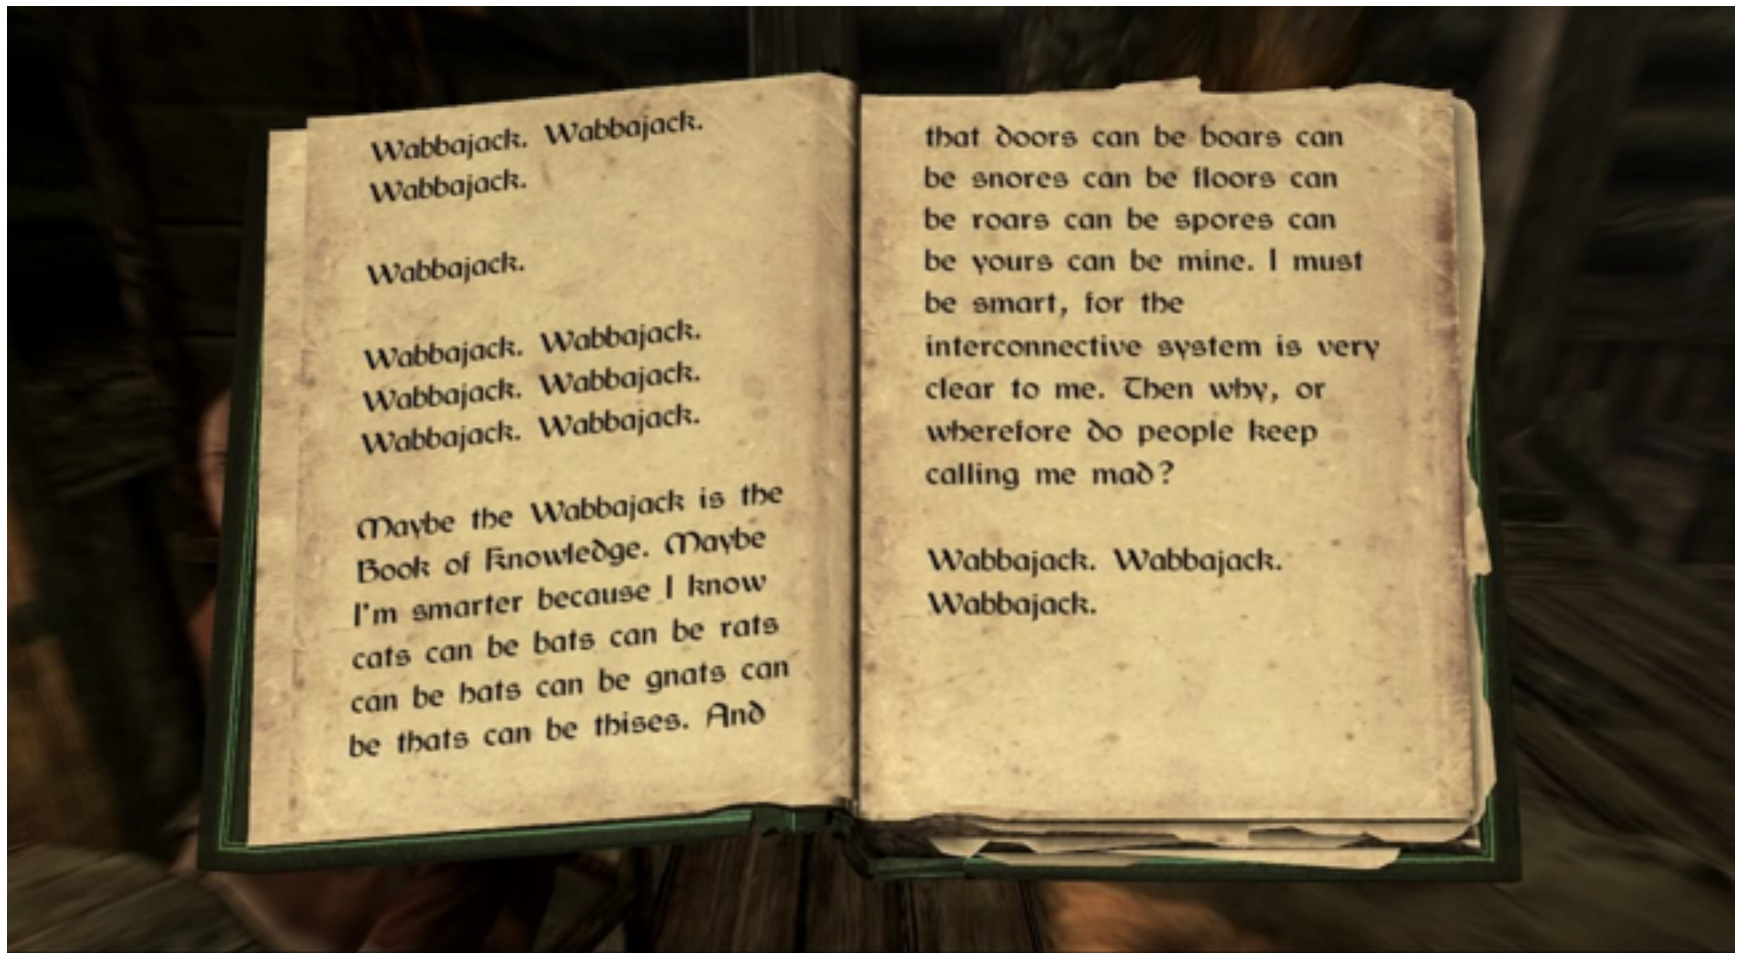 Wabbajack. Wabbajack.
Wabbajack.
Wabbajack.
Wabbajack. Wabbajack.
Wabbajack. Wabbajack.
Wabbajack. Wabbajack.
Maybe the Wabbajack is the
Book of Knowledge. Maybe
I'm smarter because I know
cats can be bats can be rats
can be hats can be gnats can
be thats can be thises. And
that doors can be boars can
be snores can be floors can
be roars can be spores can
be yours can be mine. I must
be smart, for the
interconnective system is very
clear to me. Then why, or
wherefore do people keep
calling me mad?
Wabbajack. Wabbajack.
Wabbajack.